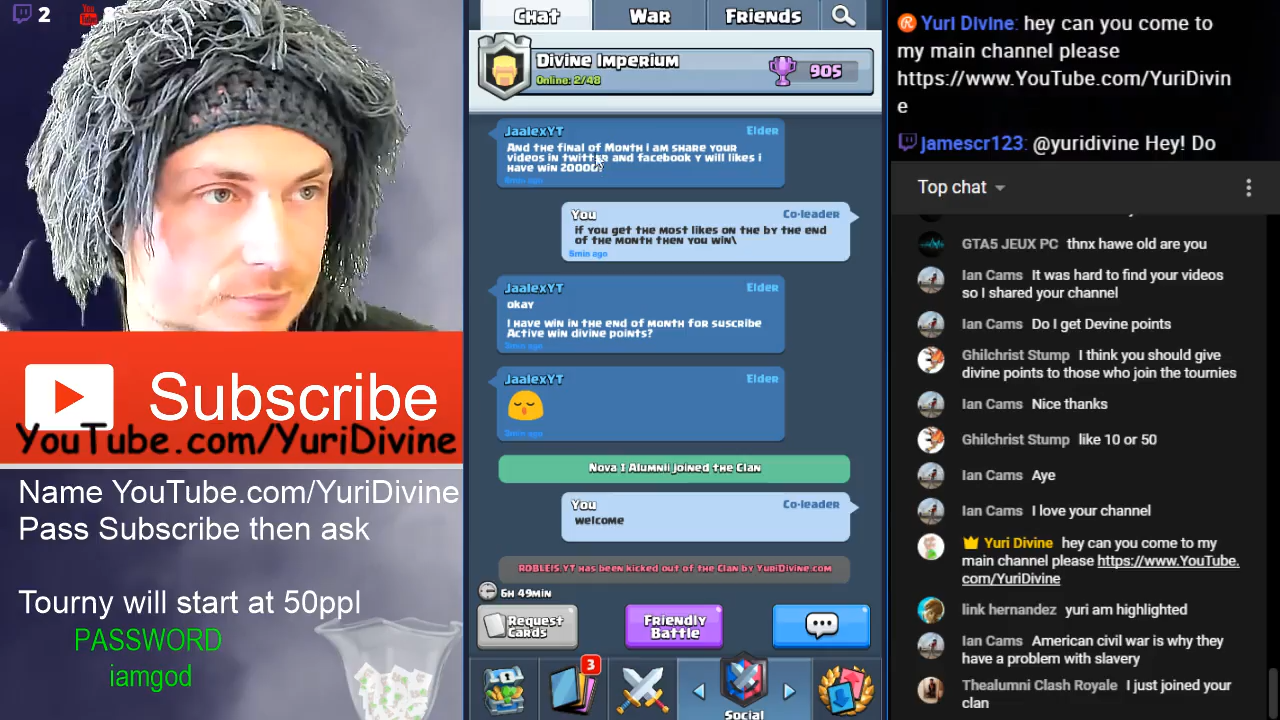 2
Subscribe
YouTube.com/YuriDivine
Name YouTube.com/YuriDivine
Pass Subscribe then ask
Tourny will start at 50ppl
PASSWORD
iamgod
Chat
War
Friends
Divine Imperium
Online: 2/48
905
JaalexYT
Elder
And the final of Month I am share your
videos in twitter and facebook y will likes i
have win 20000?
6min ago
You
Co-leader
if you get the most likes on the by the end
of the month then you win\
5min ago
JaalexYT
Elder
okay
I have win in the end of month for suscribe
Active win divine points?
3min ago
JaalexYT
Elder
3min ago
Nova I Alumnii joined the Clan
You
Co-leader
welcome
ROBLEIS.YT has been kicked out of the Clan by YuriDivine.com
6h 49min
Request
Cards
Friendly
Battle
1
3
Social
Yuri Divine: hey can you come to
my main channel please
https://www.YouTube.com/YuriDivin
e
jamescr123: @yuridivine Hey! Do
Top chat
GTA5 JEUX PC thnx hawe old are you
Ian Cams It was hard to find your videos
so I shared your channel
Ian Cams Do I get Devine points
Ghilchrist Stump I think you should give
divine points to those who join the tournies
Ian Cams Nice thanks
Ghilchrist Stump like 10 or 50
Ian Cams Aye
Ian Cams I love your channel
Yuri Divine hey can you come to my
main channel please https://www.YouTube.
com/YuriDivine
link hernandez yuri am highlighted
Ian Cams American civil war is why they
have a problem with slavery
Thealumni Clash Royale I just joined your
clan